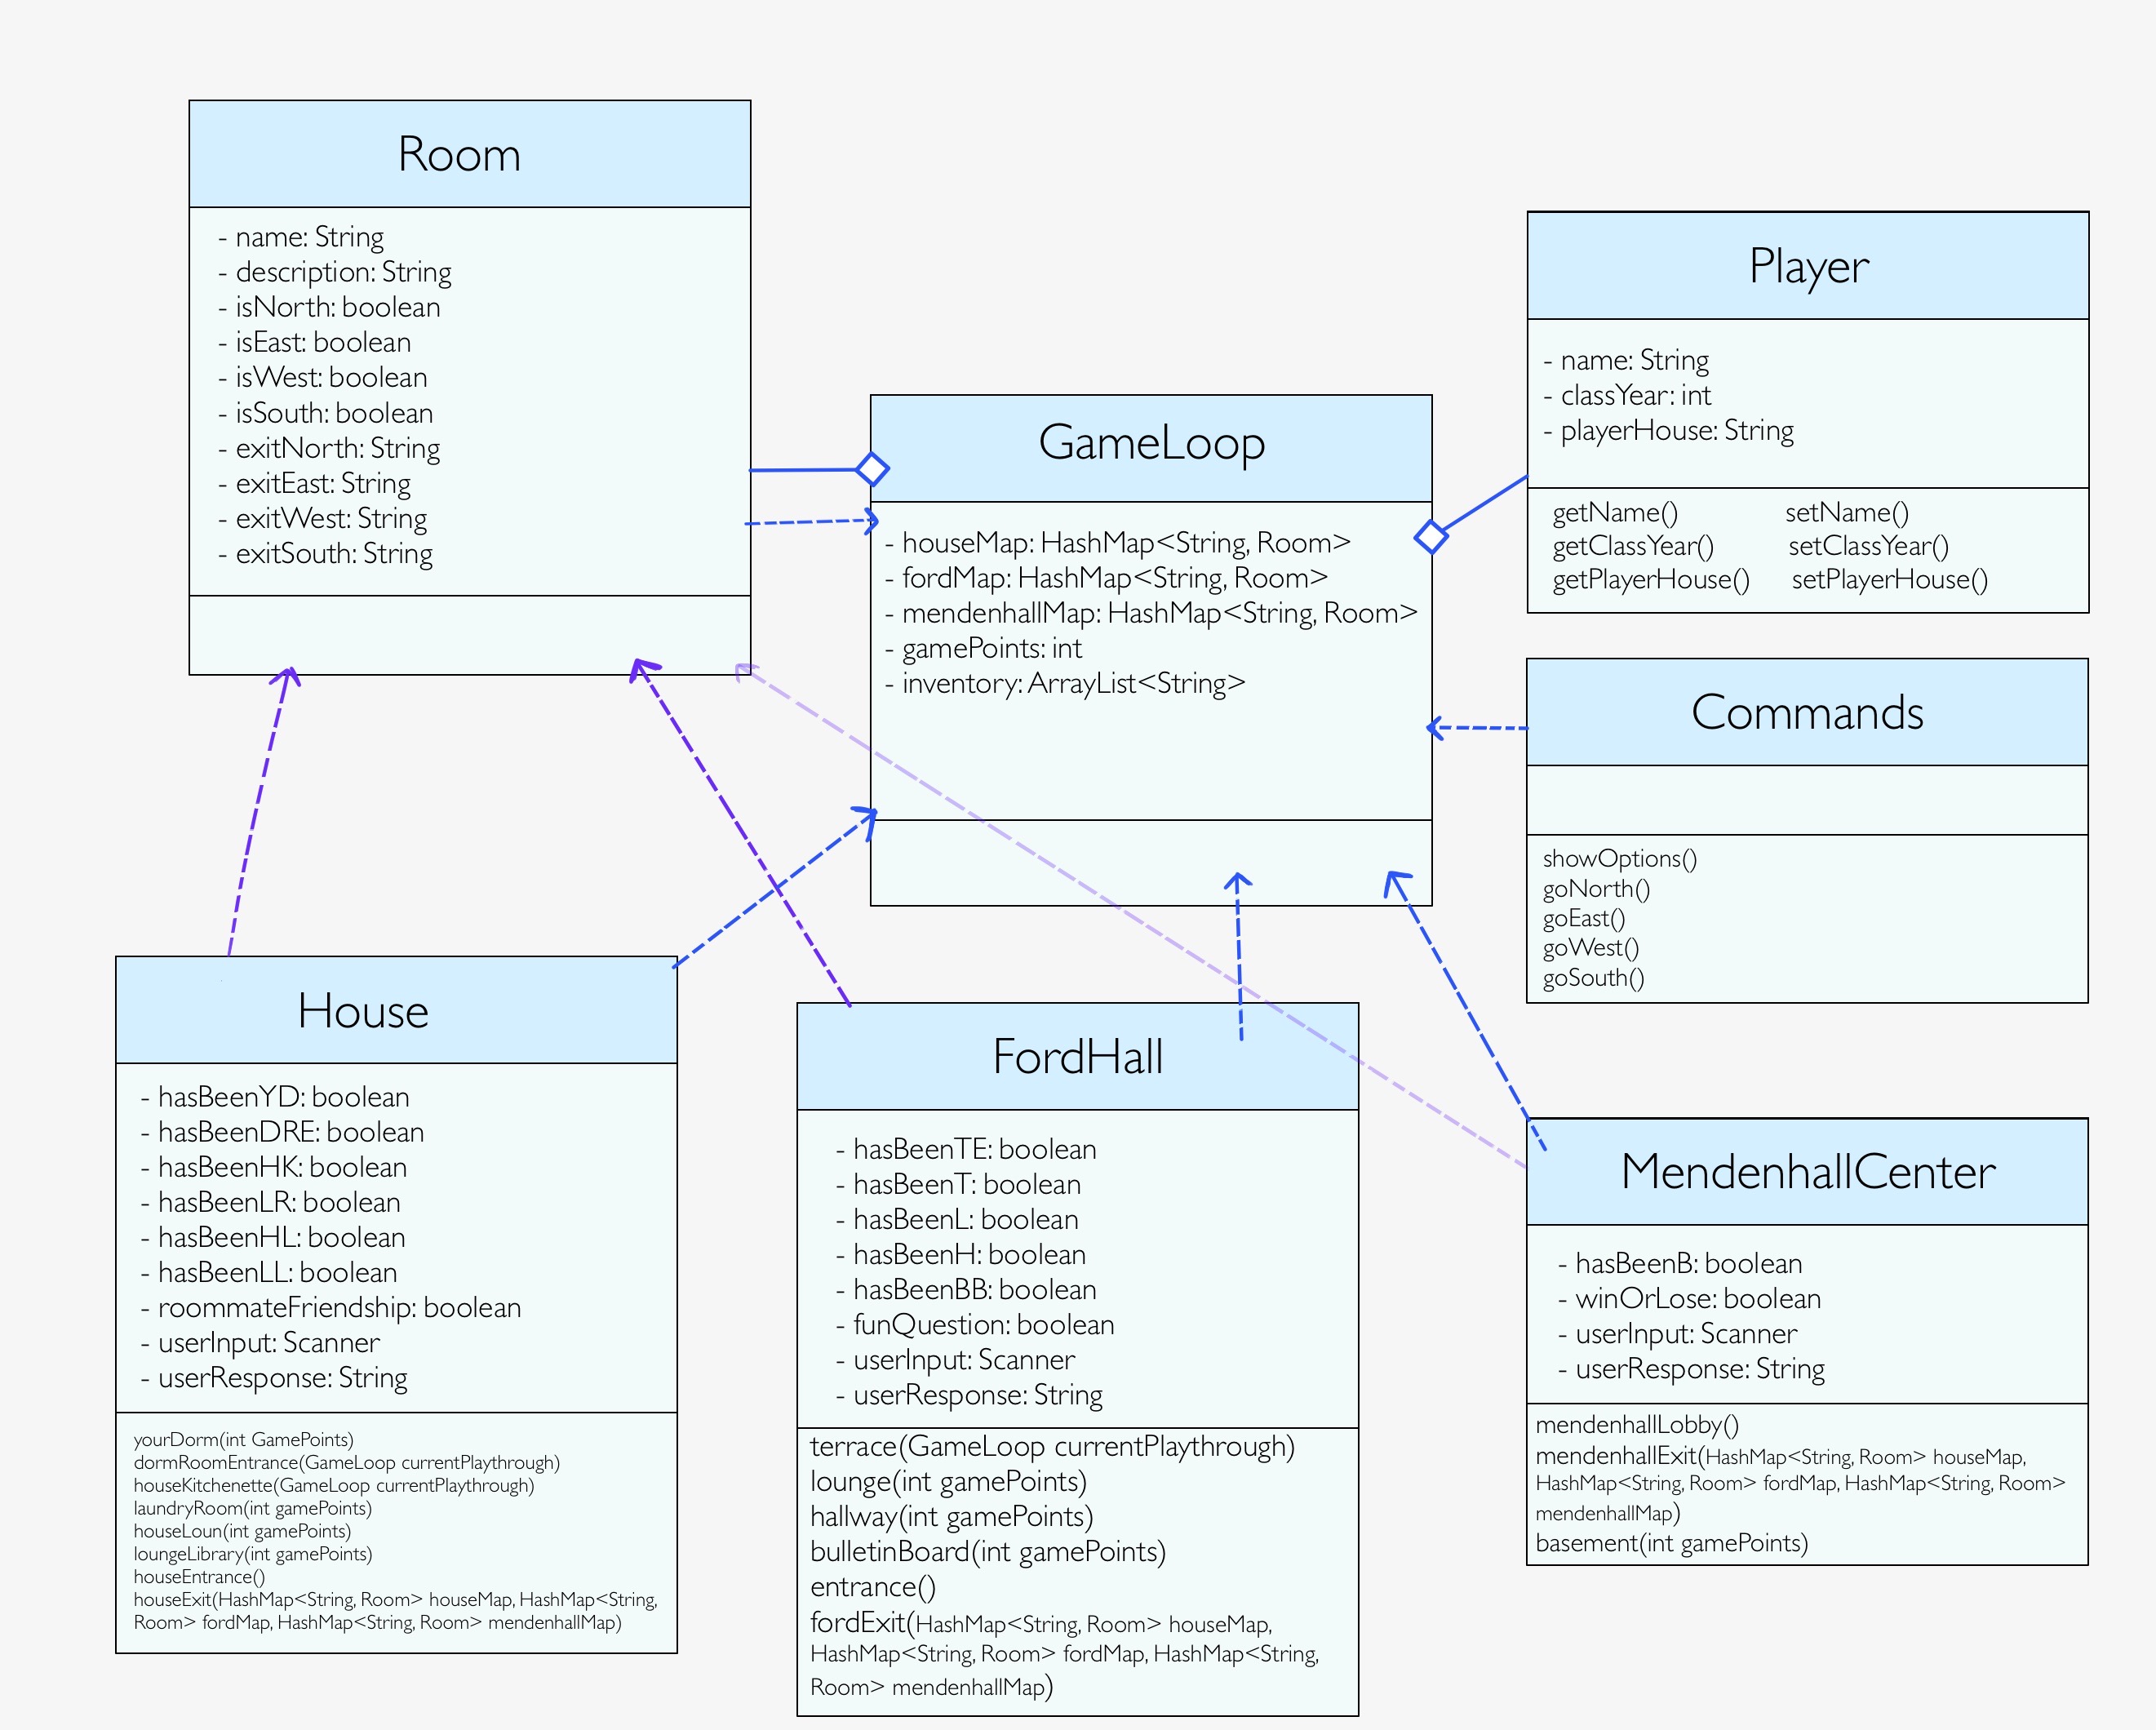 Room
- name: String
- description: String
- isNorth: boolean
- isEast: boolean
- isWest: boolean
- isSouth: boolean
- exitNorth: String
- exitEast: String
- exitWest: String
- exitSouth: String
Player
- name: String
- classYear: int
- playerHouse: String
getName() setName()
getClassYear() setClassYear()
getPlayerHouse() setPlayerHouse()
GameLoop
- houseMap: HashMap<String, Room>
- fordMap: HashMap<String, Room>
- mendenhallMap: HashMap<String, Room>
- gamePoints: int
- inventory: ArrayList<String>
Commands
showOptions()
goNorth()
goEast()
goWest()
goSouth()
House
- hasBeenYD: boolean
- hasBeenDRE: boolean
- hasBeenHK: boolean
- hasBeenLR: boolean
- hasBeenHL: boolean
- hasBeenLL: boolean
- roommateFriendship: boolean
- userInput: Scanner
- userResponse: String
yourDorm(int GamePoints)
dormRoomEntrance(GameLoop currentPlaythrough)
houseKitchenette(GameLoop currentPlaythrough)
laundryRoom(int gamePoints)
houseLoun(int gamePoints)
loungeLibrary(int gamePoints)
houseEntrance()
houseExit(HashMap<String, Room> houseMap, HashMap<String,
Room> fordMap, HashMap<String, Room> mendenhallMap)
FordHall
- hasBeenTE: boolean
- hasBeenT: boolean
- hasBeenL: boolean
- hasBeenH: boolean
- hasBeenBB: boolean
- funQuestion: boolean
- userInput: Scanner
- userResponse: String
terrace(GameLoop currentPlaythrough)
lounge(int gamePoints)
hallway(int gamePoints)
bulletinBoard(int gamePoints)
entrance()
fordExit(HashMap<String, Room> houseMap,
HashMap<String, Room> fordMap, HashMap<String,
Room> mendenhallMap)
MendenhallCenter
- hasBeenB: boolean
- winOrLose: boolean
- userInput: Scanner
- userResponse: String
mendenhallLobby()
mendenhallExit(HashMap<String, Room> houseMap,
HashMap<String, Room> fordMap, HashMap<String, Room>
mendenhallMap)
basement(int gamePoints)